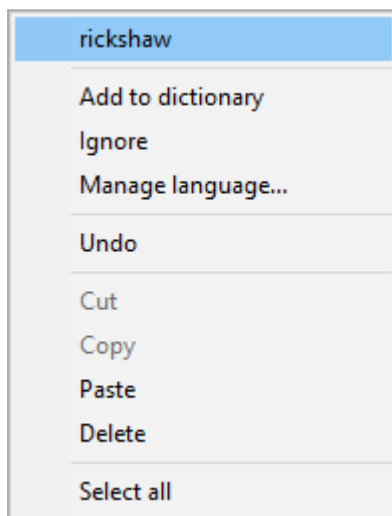 rickshaw
Add to dictionary
Ignore
Manage language...
Undo
Cut
Copy
Paste
Delete
Select all